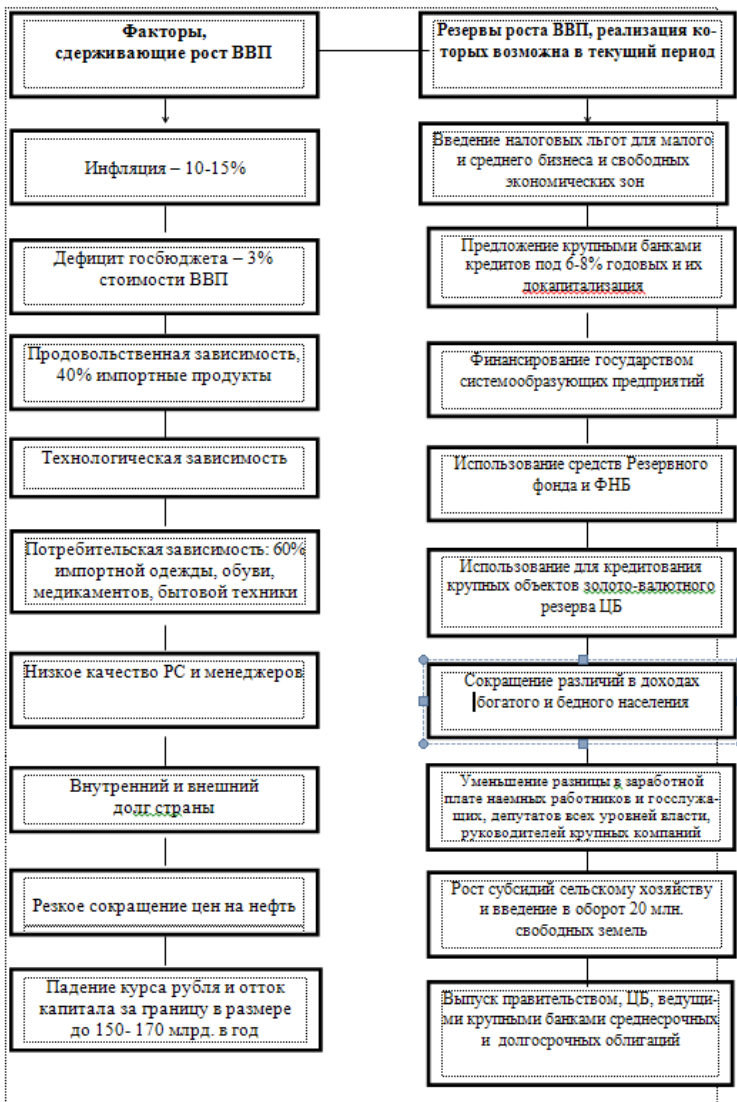 Факторы,
сдерживающие рост ВВП
Инфляция – 10-15%
Дефицит госбюджета – 3%
стоимости ВВП
Продовольственная зависимость,
40% импортные продукты
Технологическая зависимость
Потребительская зависимость: 60%
импортной одежды, обуви,
медикаментов, бытовой техники
Низкое качество РС и менеджеров
Внутренний и внешний
долг страны
Резкое сокращение цен на нефть
Падение курса рубля и отток
капитала за границу в размере
до 150- 170 млрд. в год
Резервы роста ВВП, реализация ко-
торых возможна в текущий период
Введение налоговых льгот для малого
и среднего бизнеса и свободных
экономических зон
Предложение крупными банками
кредитов под 6-8% годовых и их
докапитализация
Финансирование государством
системообразующих предприятий
Использование средств Резервного
фонда и ФНБ
Использование для кредитования
крупных объектов золото-валютного
резерва ЦБ
Сокращение различий в доходах
богатого и бедного населения
Уменьшение разницы в заработной
плате наемных работников и госслужа-
щих, депутатов всех уровней власти,
руководителей крупных компаний
Рост субсидий сельскому хозяйству
и введение в оборот 20 млн.
свободных земель
Выпуск правительством, ЦБ, ведущи-
ми крупными банками среднесрочных
и долгосрочных облигаций